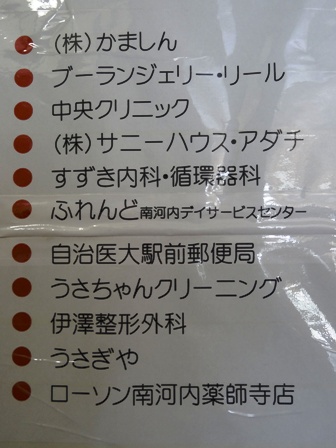 ● (株)かましん
● ブーランジェリー・リール
● 中央クリニック
● (株)サニーハウス・アダチ
● すずき内科・循環器科
● ふれんど南河内デイサービスセンター
● 自治医大駅前郵便局
● うさちゃんクリーニング
● 伊澤整形外科
● うさぎや
● ローソン南河内薬師寺店